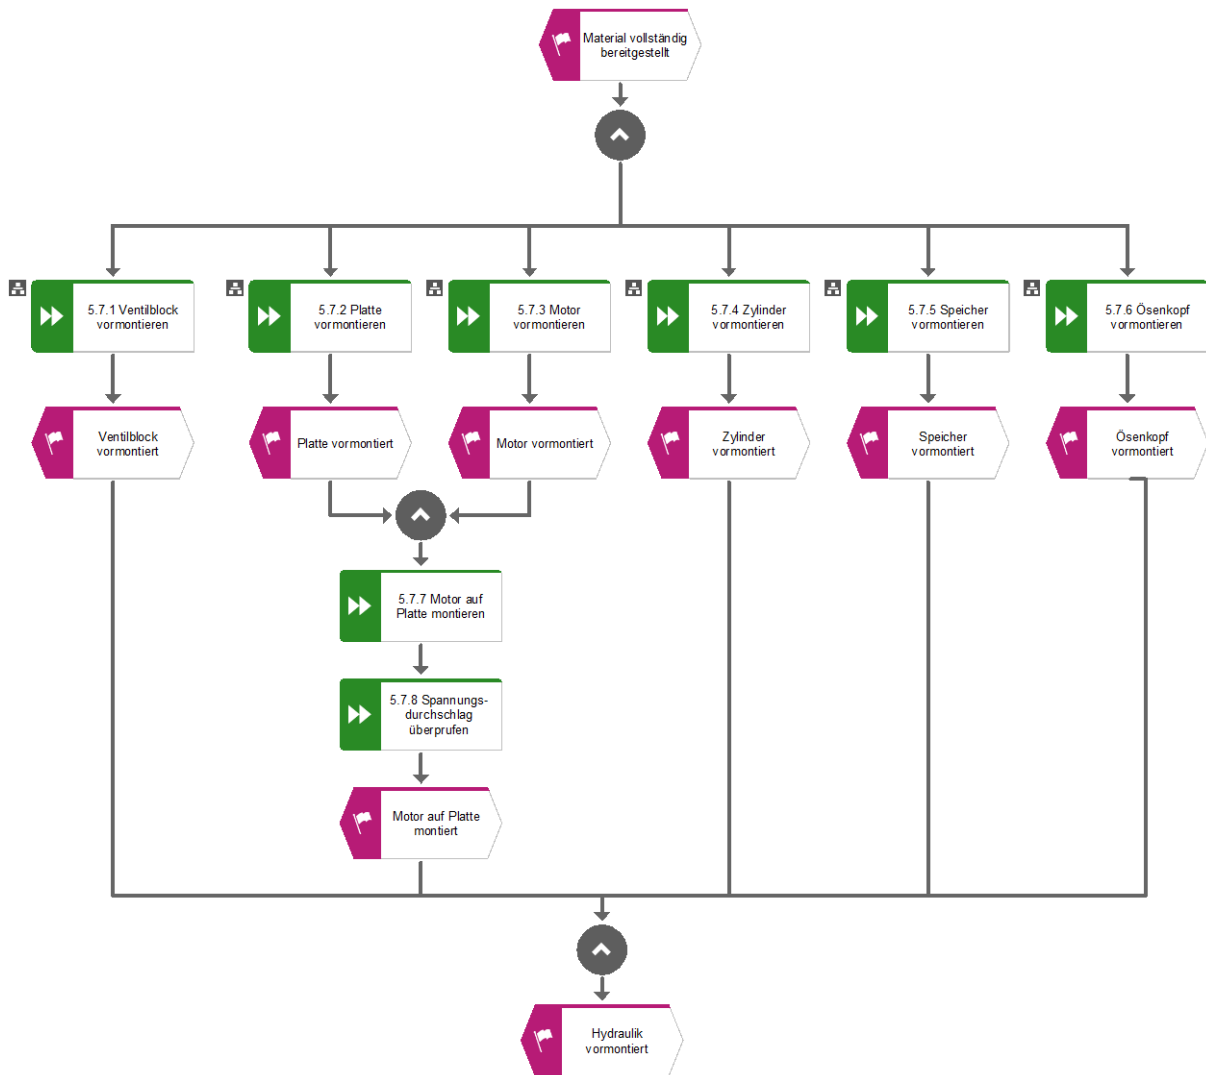 Material vollständig
bereitgestellt
5.7.1 Ventilblock
vormontieren
5.7.2 Platte
vormontieren
5.7.3 Motor
vormontieren
5.7.4 Zylinder
vormontieren
5.7.5 Speicher
vormontieren
5.7.6 Ösenkopf
vormontieren
Ventilblock
vormontiert
Platte vormontiert
Motor vormontiert
Zylinder
vormontiert
Speicher
vormontiert
Ösenkopf
vormontiert
5.7.7 Motor auf
Platte montieren
5.7.8 Spannungs-
durchschlag
überprufen
Motor auf Platte
montiert
Hydraulik
vormontiert